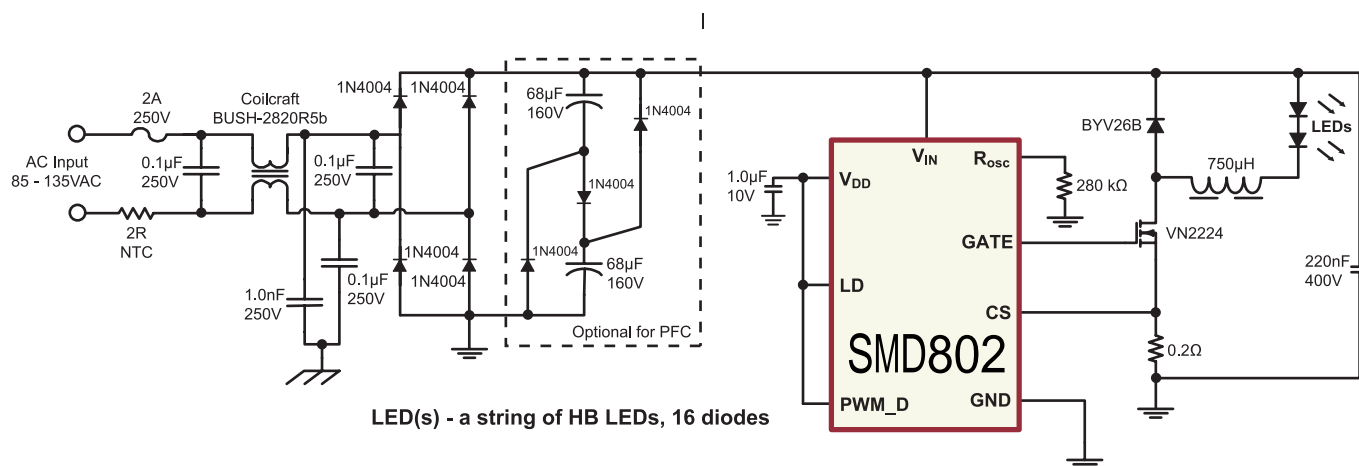 2A
250V
Coilcraft
BUSH-2820R5b
AC Input
85 - 135VAC
0.1µF
250V
0.1µF
250V
2R
NTC
1.0nF
250V
0.1µF
250V
1N4004
1N4004
1N4004
1N4004
68µF
160V
1N4004
1N4004
1N4004
68µF
160V
Optional for PFC
1.0µF
10V
VIN
Rosc
VDD
GATE
LD
CS
SMD802
PWM_D
GND
280 kΩ
BYV26B
LEDs
750µH
VN2224
220nF
400V
0.2Ω
LED(s) - a string of HB LEDs, 16 diodes